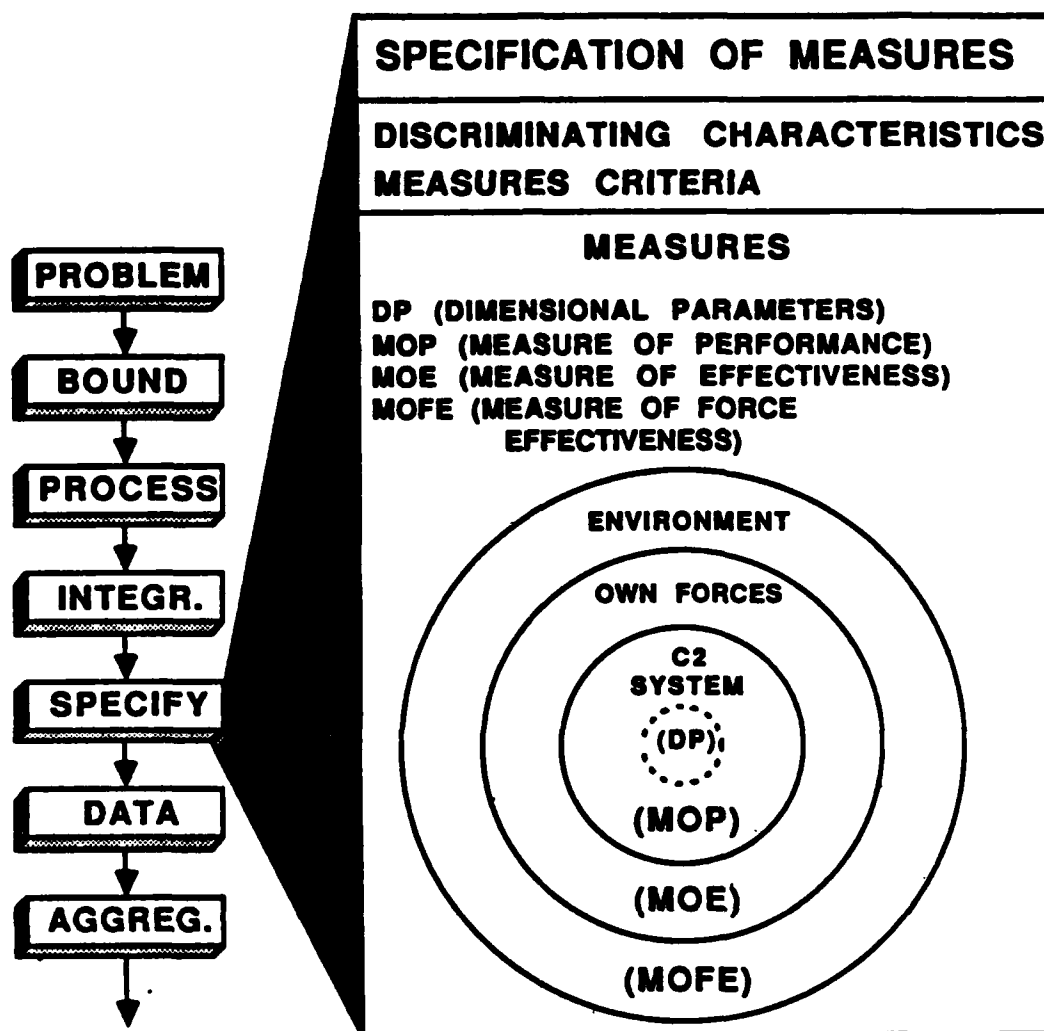 SPECIFICATION OF MEASURES
DISCRIMINATING CHARACTERISTICS
MEASURES CRITERIA
MEASURES
DP (DIMENSIONAL PARAMETERS)
MOP (MEASURE OF PERFORMANCE)
MOE (MEASURE OF EFFECTIVENESS)
MOFE (MEASURE OF FORCE
EFFECTIVENESS)
PROBLEM
BOUND
PROCESS
INTEGR.
SPECIFY
DATA
AGGREG.
ENVIRONMENT
OWN FORCES
C2
SYSTEM
(DP)
(MOP)
(MOE)
(MOFE)